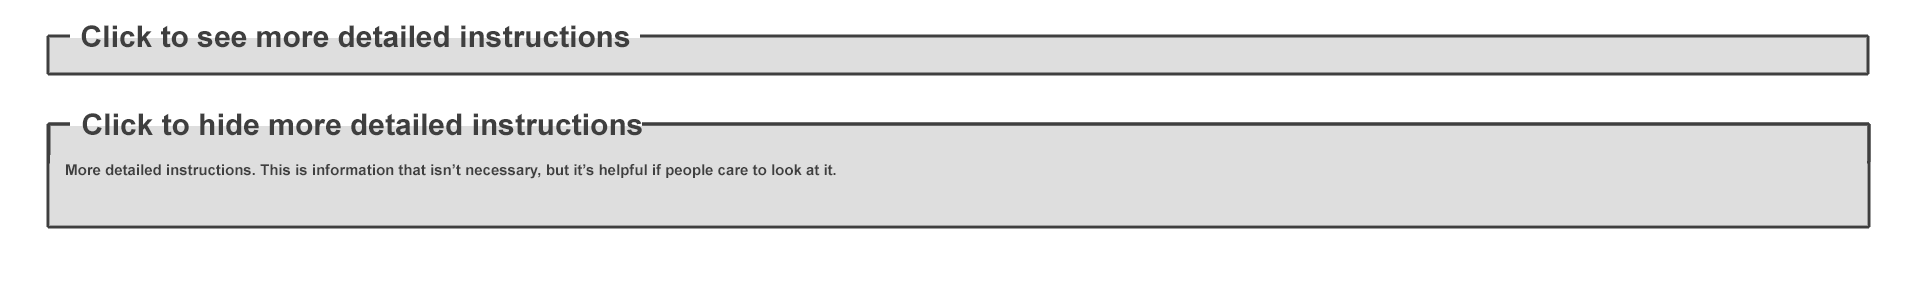 Click to see more detailed instructions
Click to hide more detailed instructions
More detailed instructions. This is information that isn’t necessary, but it’s helpful if people care to look at it.